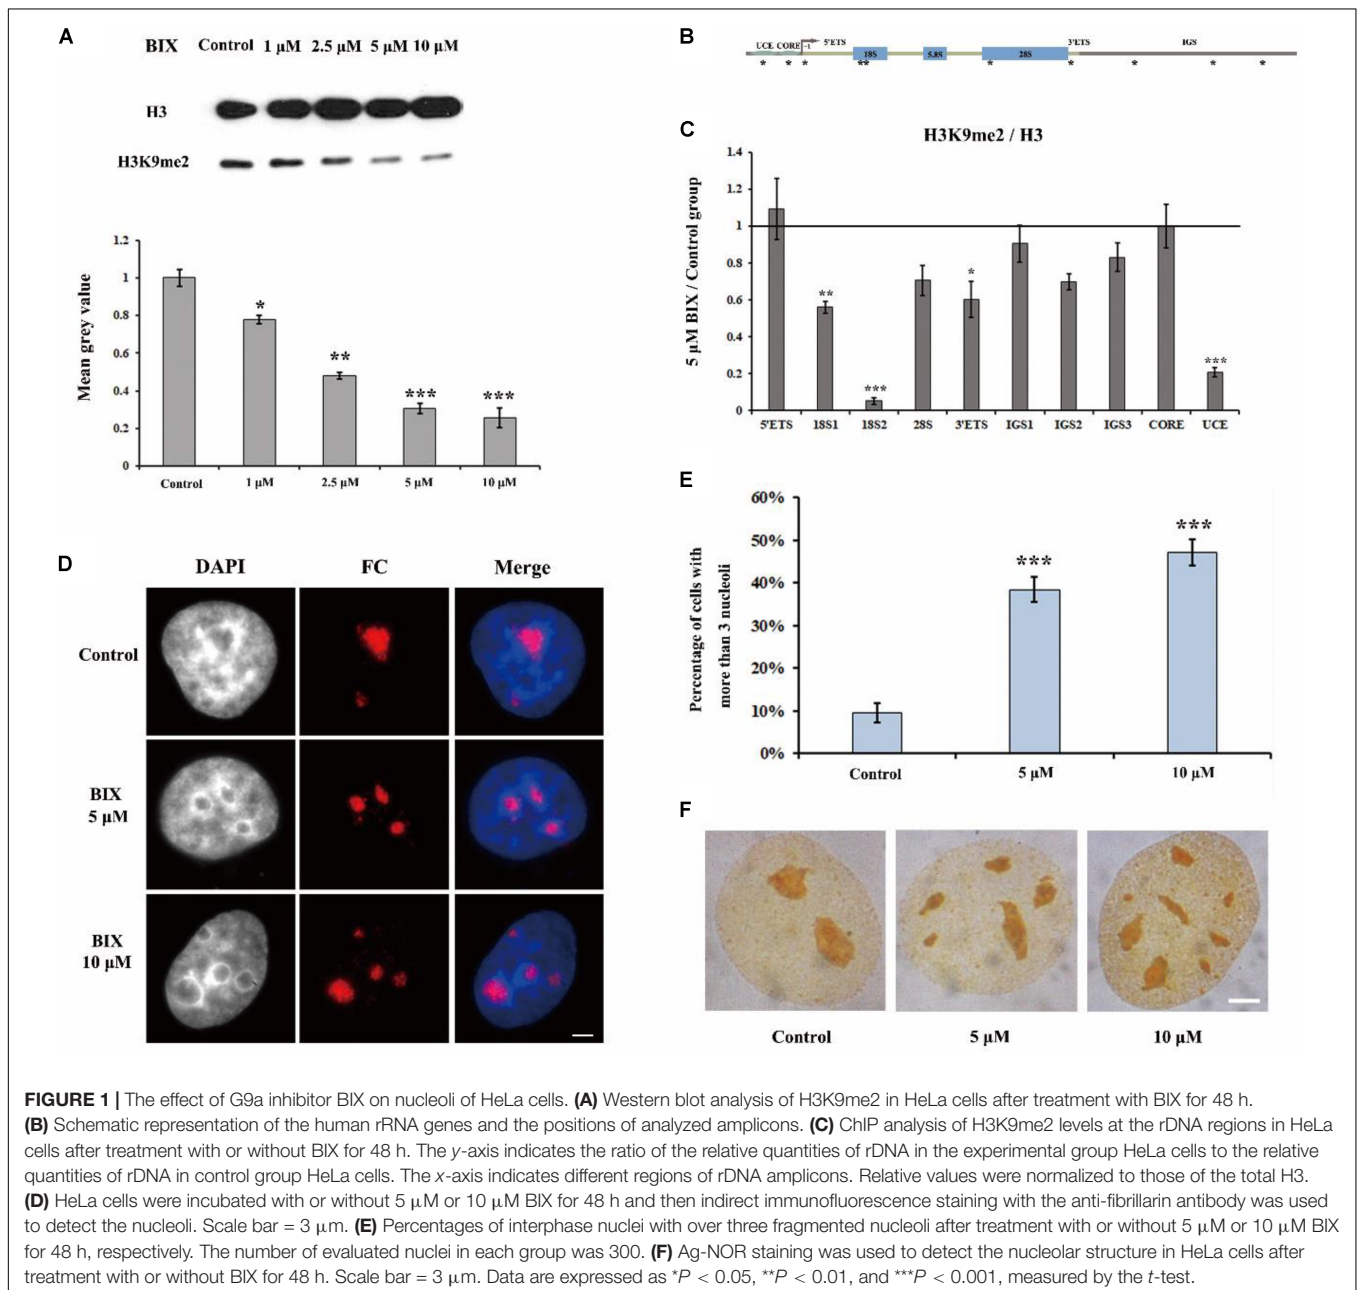 A
BIX Control 1 µM 2.5 µM 5 µM 10 µM
H3
H3K9me2
Mean grey value
1.2
1
0.8
0.6
0.4
0.2
0
*
**
***
***
Control 1 µM 2.5 µM 5 µM 10 µM
B
UCE CORE -1 5'ETS 18S 5.8S 28S 3'ETS IGS
* * * ** * * * * *
C
H3K9me2 / H3
5 µM BIX / Control group
1.4
1.2
1
0.8
0.6
0.4
0.2
0
**
***
*
***
5'ETS 18S1 18S2 28S 3'ETS IGS1 IGS2 IGS3 CORE UCE
D
DAPI FC Merge
Control
BIX
5 µM
BIX
10 µM
E
Percentage of cells with
more than 3 nucleoli
60%
50%
40%
30%
20%
10%
0%
***
***
Control 5 µM 10 µM
F
Control 5 µM 10 µM
FIGURE 1 | The effect of G9a inhibitor BIX on nucleoli of HeLa cells. (A) Western blot analysis of H3K9me2 in HeLa cells after treatment with BIX for 48 h.
(B) Schematic representation of the human rRNA genes and the positions of analyzed amplicons. (C) ChIP analysis of H3K9me2 levels at the rDNA regions in HeLa
cells after treatment with or without BIX for 48 h. The y-axis indicates the ratio of the relative quantities of rDNA in the experimental group HeLa cells to the relative
quantities of rDNA in control group HeLa cells. The x-axis indicates different regions of rDNA amplicons. Relative values were normalized to those of the total H3.
(D) HeLa cells were incubated with or without 5 µM or 10 µM BIX for 48 h and then indirect immunofluorescence staining with the anti-fibrillarin antibody was used
to detect the nucleoli. Scale bar = 3 µm. (E) Percentages of interphase nuclei with over three fragmented nucleoli after treatment with or without 5 µM or 10 µM BIX
for 48 h, respectively. The number of evaluated nuclei in each group was 300. (F) Ag-NOR staining was used to detect the nucleolar structure in HeLa cells after
treatment with or without BIX for 48 h. Scale bar = 3 µm. Data are expressed as *P < 0.05, **P < 0.01, and ***P < 0.001, measured by the t-test.